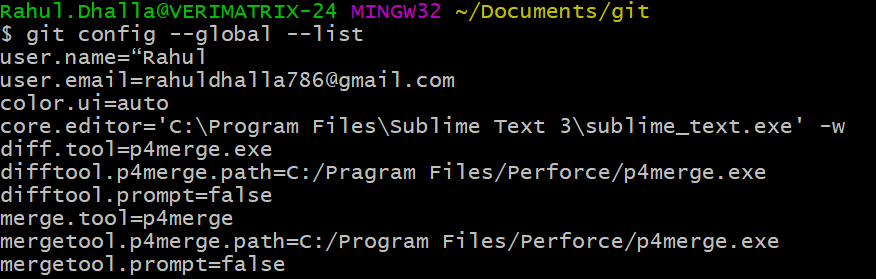 Rahul.Dhalla@VERIMATRIX-24 MINGW32 ~/Documents/git
$ git config --global --list
user.name=“Rahul
user.email=rahuldhalla786@gmail.com
color.ui=auto
core.editor='C:\Program Files\Sublime Text 3\sublime_text.exe' -w
diff.tool=p4merge.exe
difftool.p4merge.path=C:/Pragram Files/Perforce/p4merge.exe
difftool.prompt=false
merge.tool=p4merge
mergetool.p4merge.path=C:/Program Files/Perforce/p4merge.exe
mergetool.prompt=false